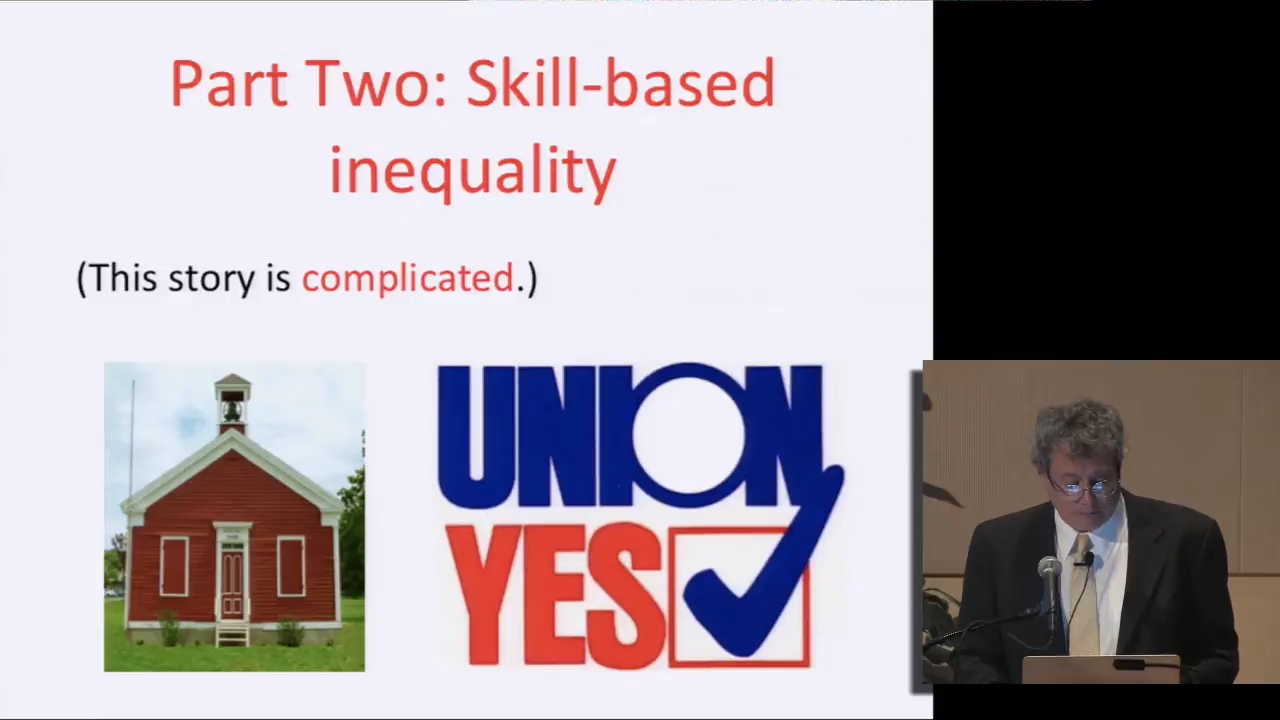 Part Two: Skill-based
inequality
(This story is complicated.)
UNION
YES